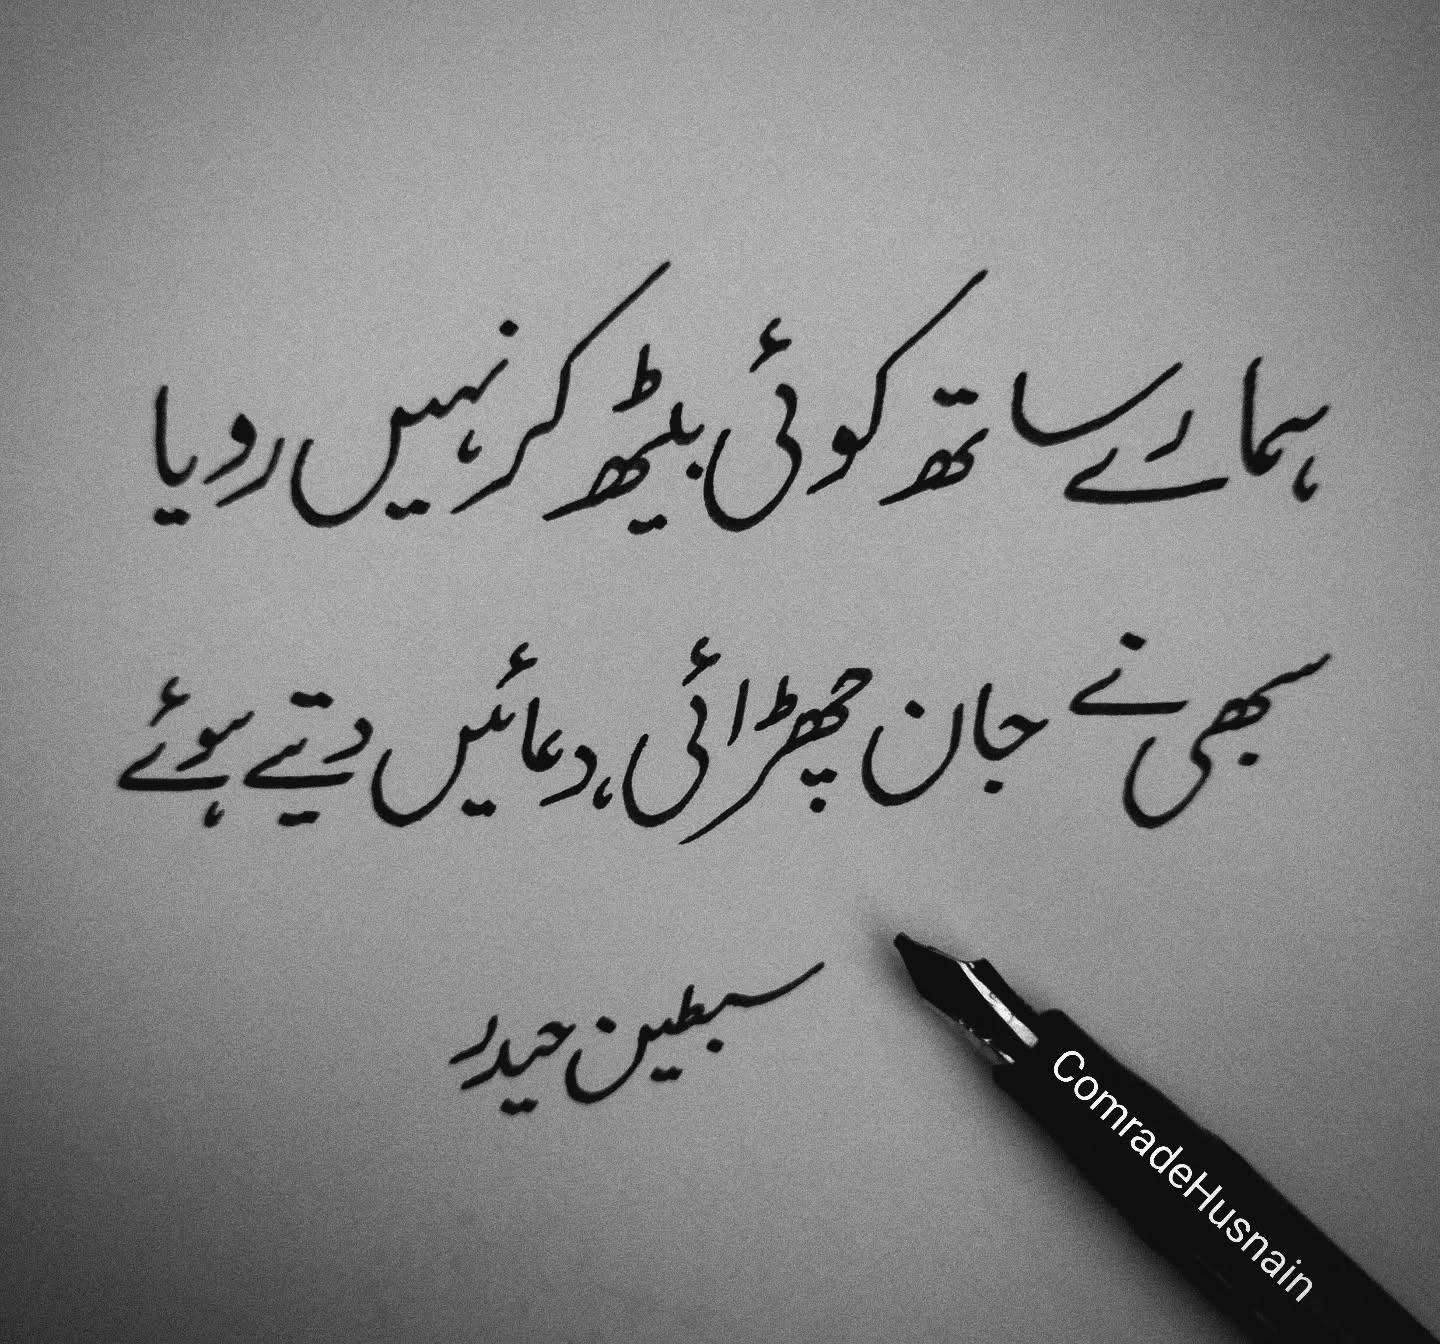 ہمارے ساتھ کوئی بیٹھ کر نہیں رویا
سبھی نے جان چھڑائی، دعائیں دیتے ہوئے
سبطین حیدر
ComradeHusnain